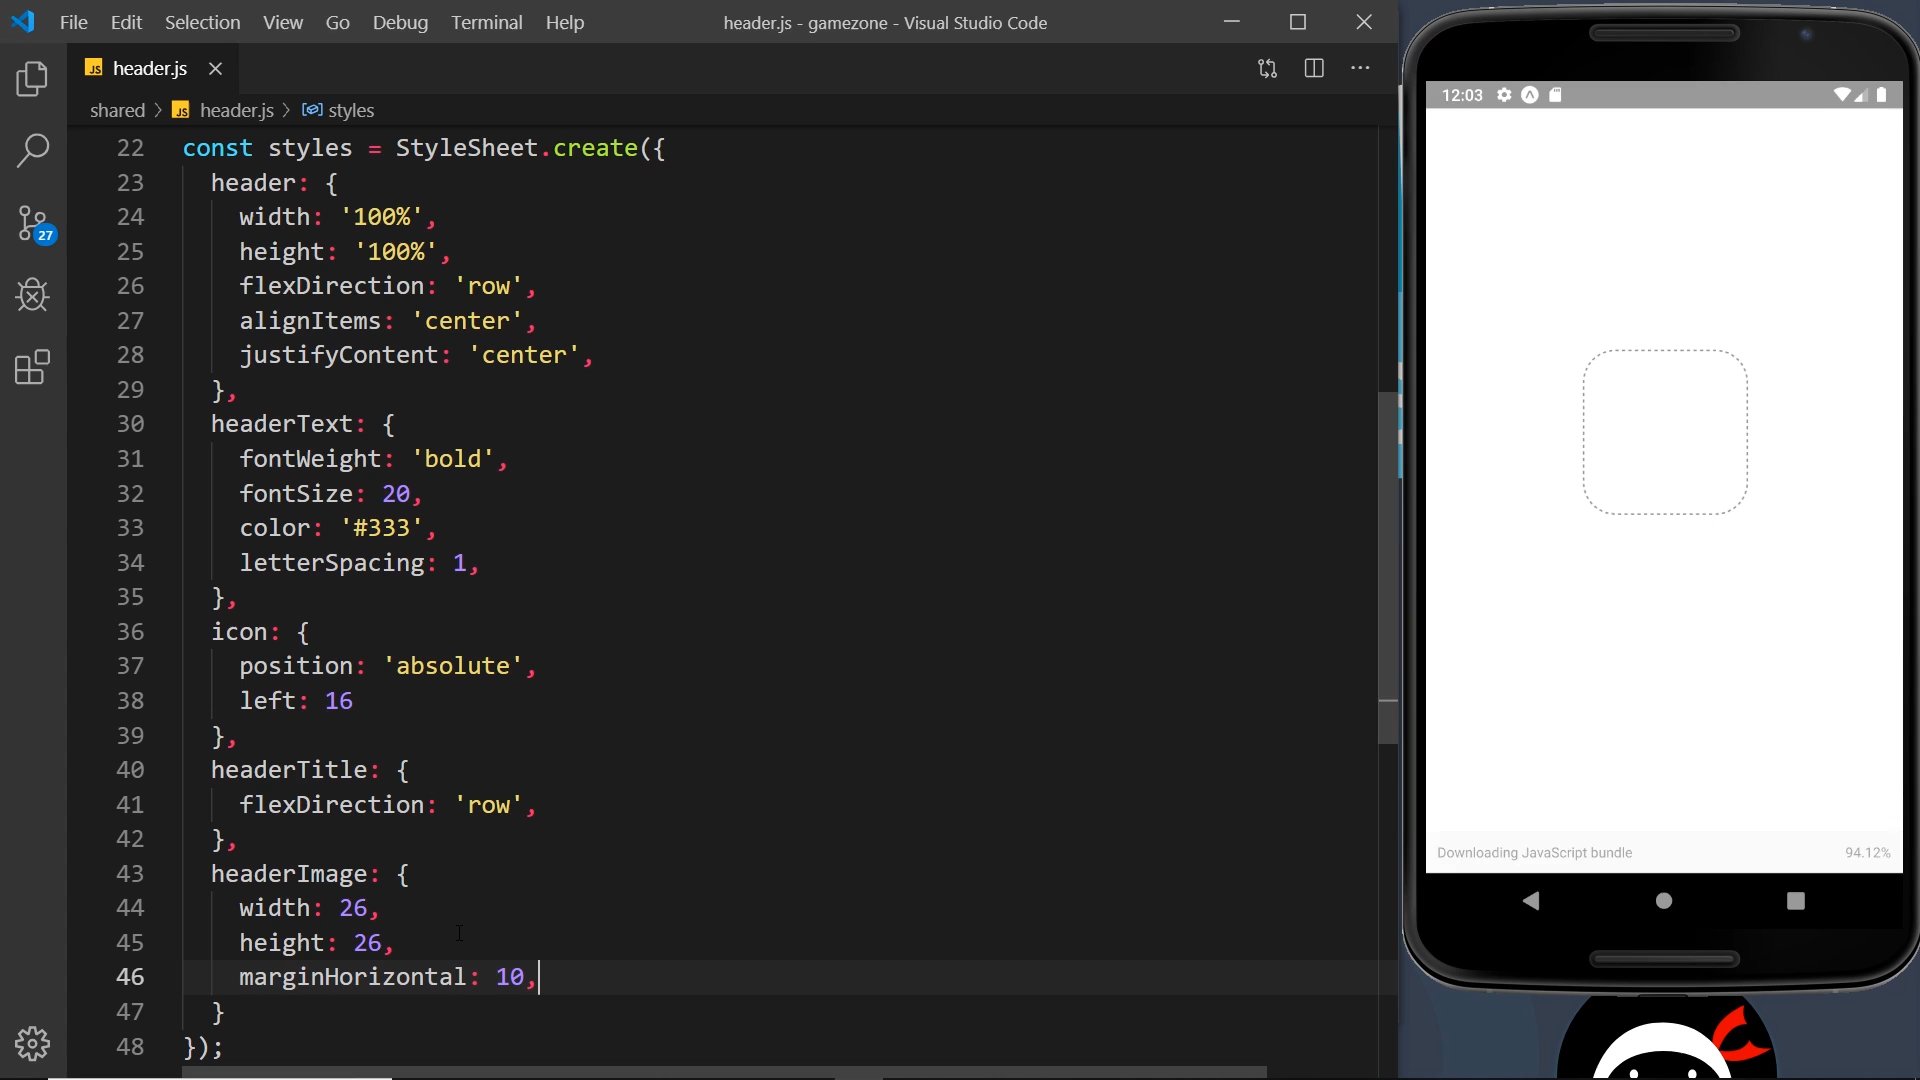 File Edit Selection View Go Debug Terminal Help
header.js - gamezone - Visual Studio Code
JS header.js
shared > JS header.js > styles
27
22 const styles = StyleSheet.create({
23 header: {
24 width: '100%',
25 height: '100%',
26 flexDirection: 'row',
27 alignItems: 'center',
28 justifyContent: 'center',
29 },
30 headerText: {
31 fontWeight: 'bold',
32 fontSize: 20,
33 color: '#333',
34 letterSpacing: 1,
35 },
36 icon: {
37 position: 'absolute',
38 left: 16
39 },
40 headerTitle: {
41 flexDirection: 'row',
42 },
43 headerImage: {
44 width: 26,
45 height: 26,
46 marginHorizontal: 10,
47 }
48 });
12:03
Downloading JavaScript bundle 94.12%